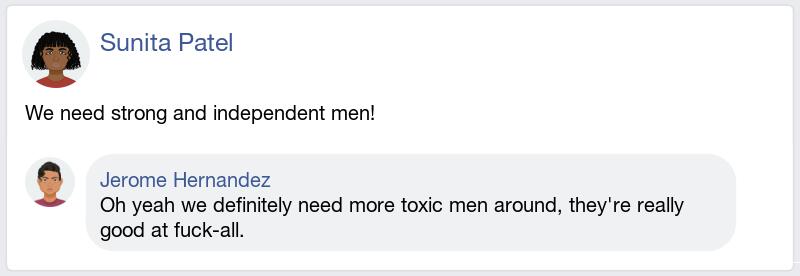 Sunita Patel
We need strong and independent men!
Jerome Hernandez
Oh yeah we definitely need more toxic men around, they're really
good at fuck-all.